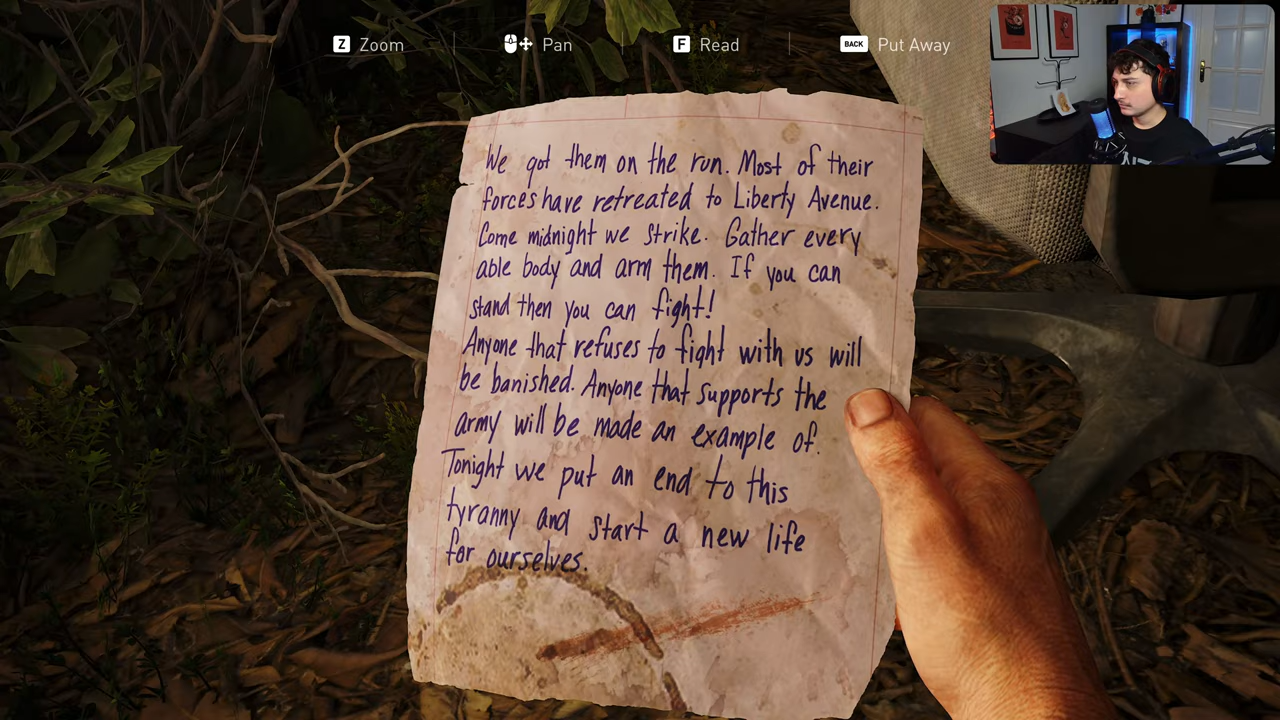 Z Zoom
F Pan
F Read
BACK Put Away
We got them on the run. Most of their
forces have retreated to Liberty Avenue.
Come midnight we strike. Gather every
able body and arm them. If you can
stand then you can fight!
Anyone that refuses to fight with us will
be banished. Anyone that supports the
army will be made an example of.
Tonight we put an end to this
tyranny and start a new life
for ourselves.